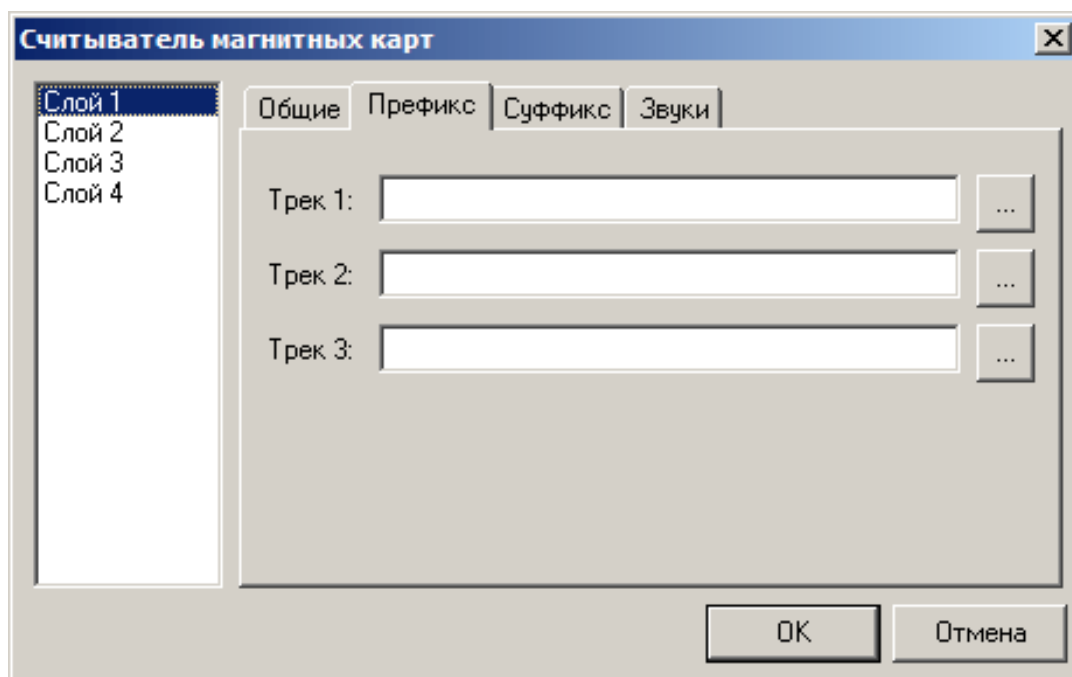 Считыватель магнитных карт
Слой 1
Слой 2
Слой 3
Слой 4
Общие Префикс Суффикс Звуки
Трек 1: ...
Трек 2: ...
Трек 3: ...
OK Отмена